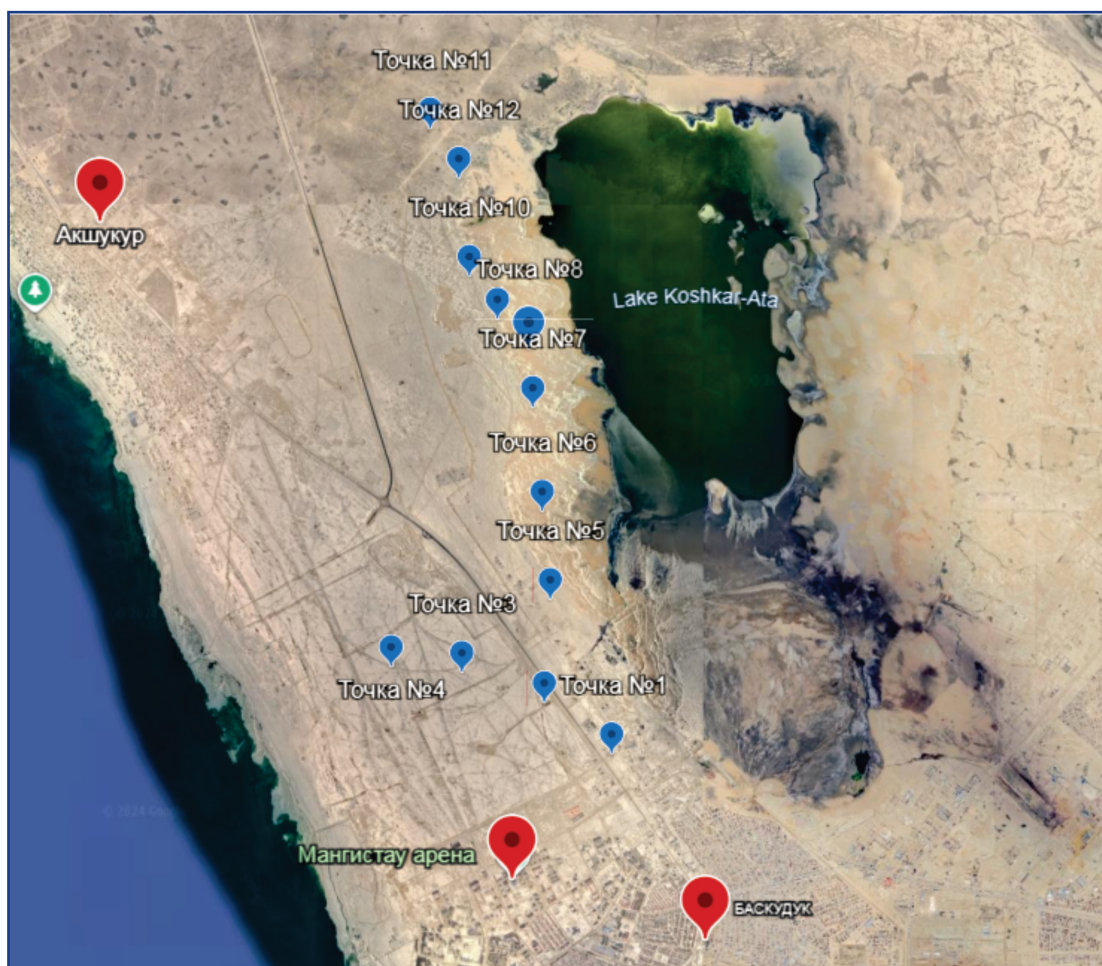 Точка №11
Точка №12
Точка №10
Акшукур
Точка №8
Lake Koshkar-Ata
Точка №7
Точка №6
Точка №5
Точка №3
Точка №4
Точка №1
Мангистау арена
БАСКУДУК